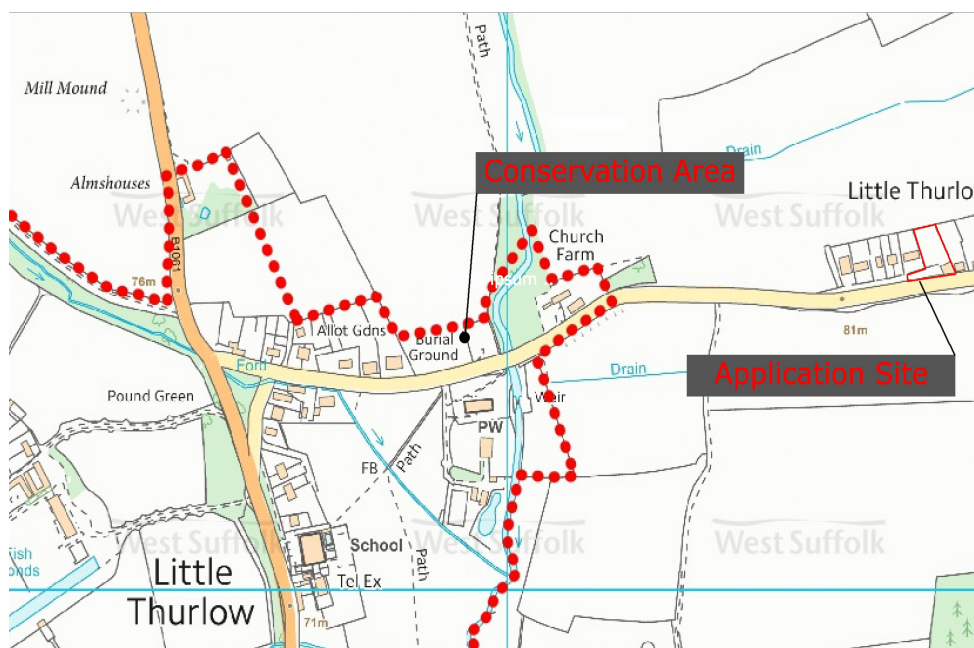 Path
Mill Mound
Drain
Conservation Area
Almshouses
Little Thurlo
West Suffolk
West Suffolk
West Suffolk
B1061
Church
Farm
76m
Allot Gdns
Burial
Ground
81m
Ford
Drain
Application Site
Pound Green
Weir
PW
Path
FB
West Suffolk
West Suffolk
West Suffolk
School
Path
Little
Thurlow
Tel Ex
71m